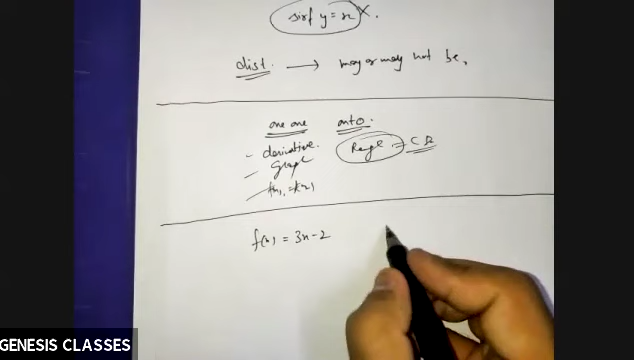 sirf y = x X.
dist. → may or may not be,
one one onto.
- derivative. Range = CD
- Graph
- f(x1) = f(x2)
f(x) = 3x - 2
GENESIS CLASSES